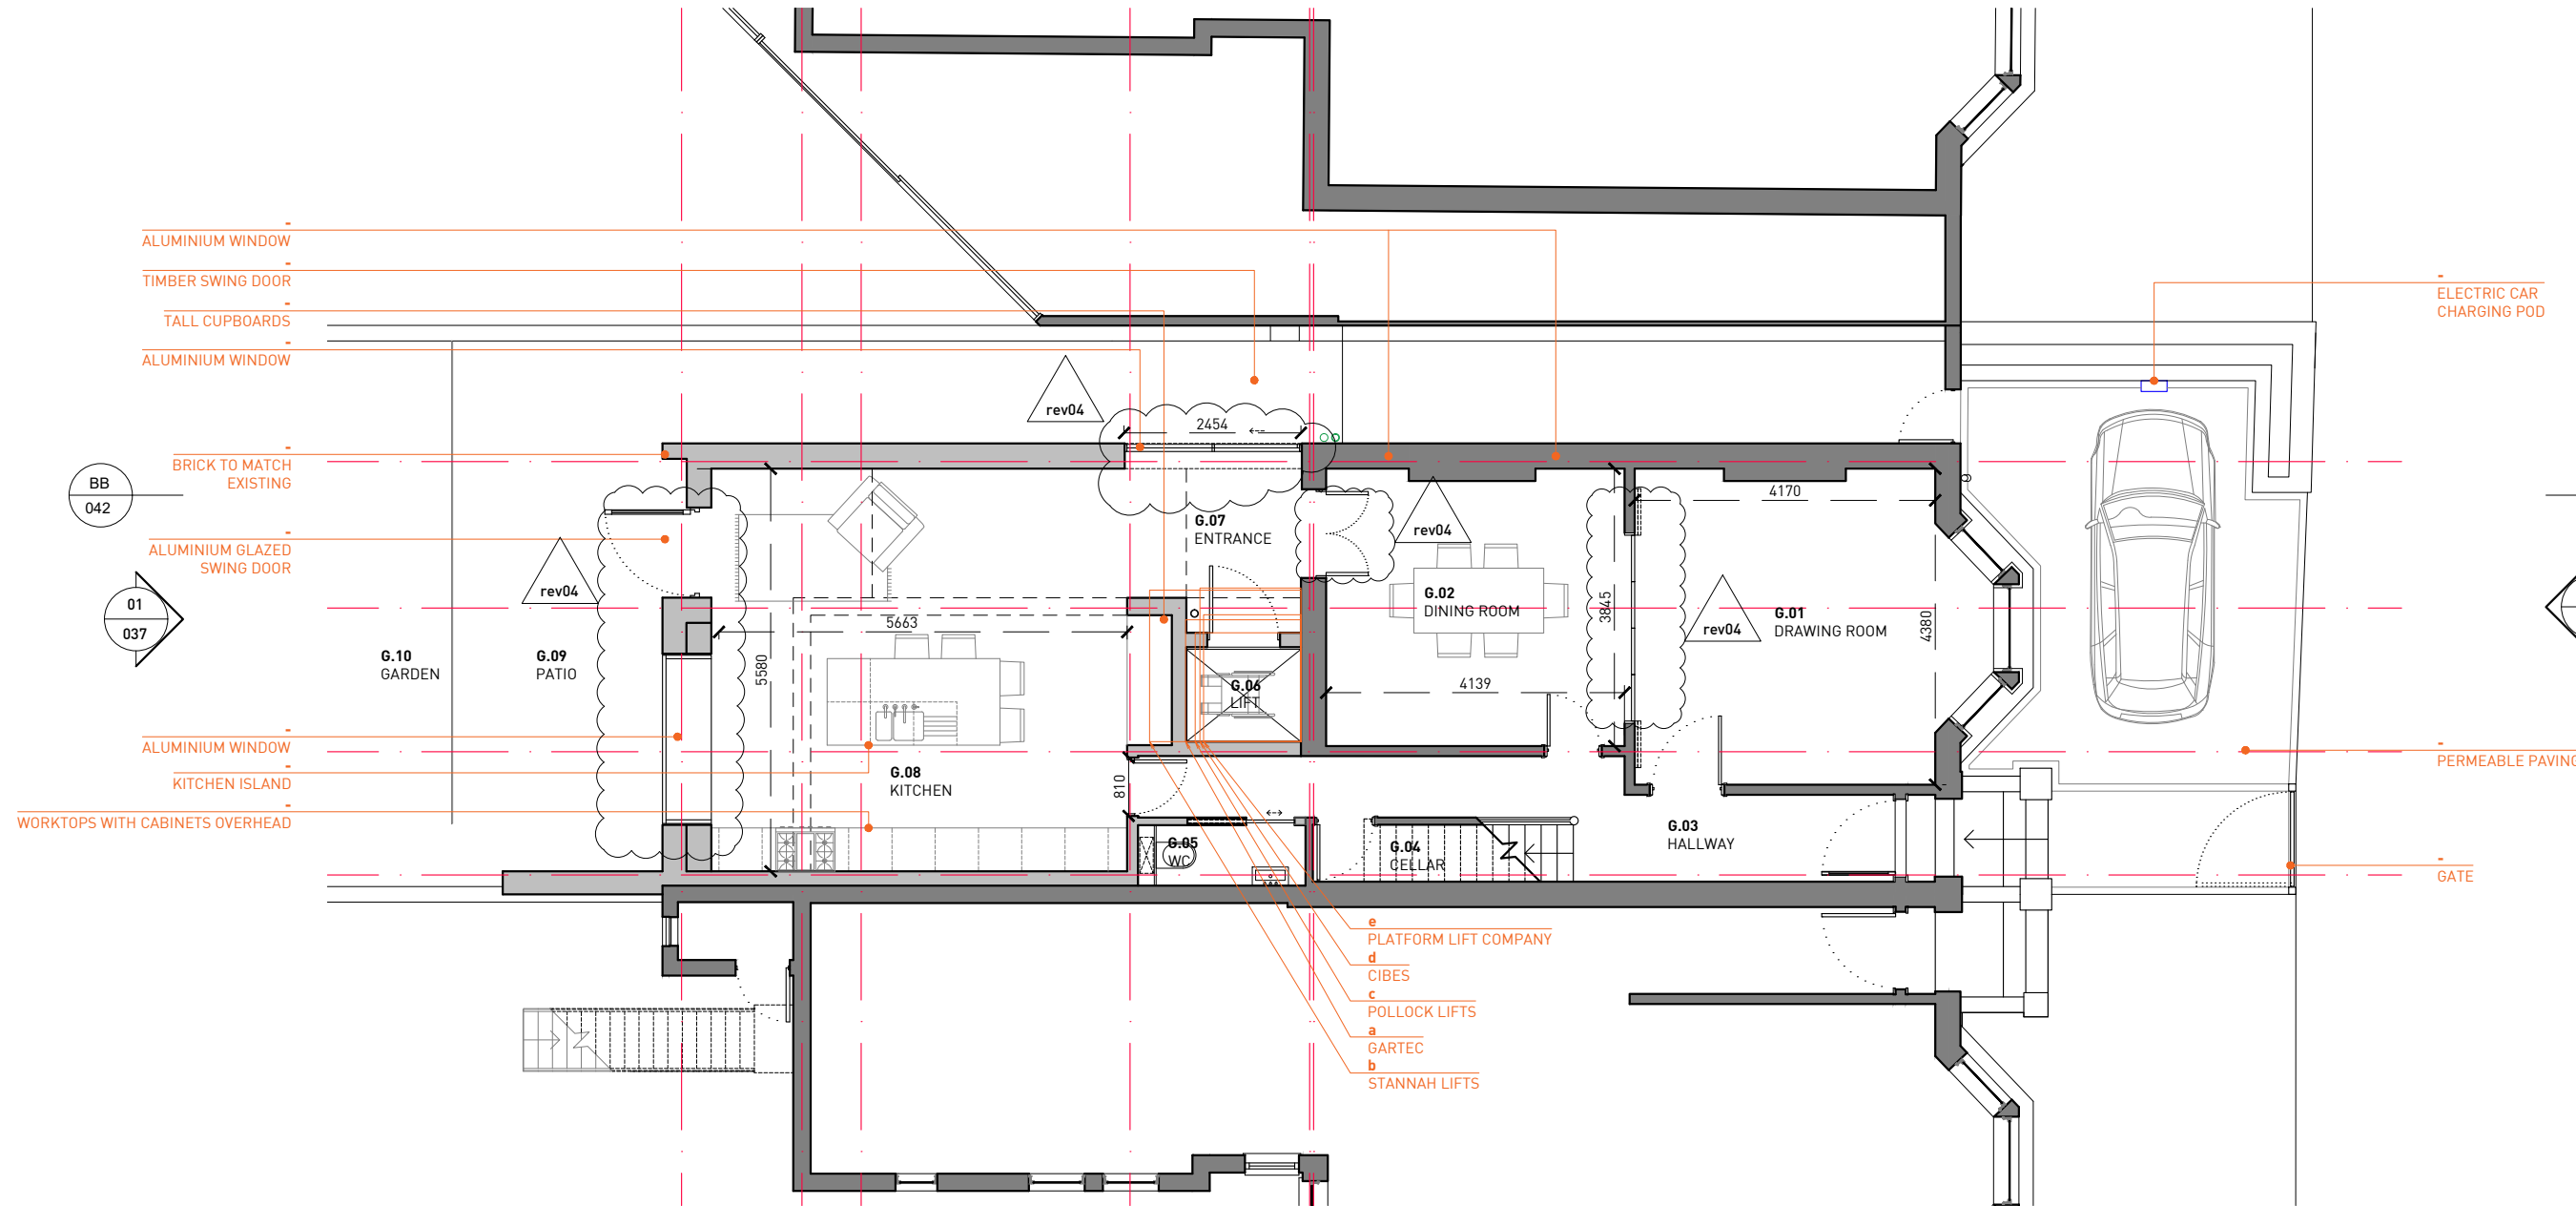 -
ALUMINIUM WINDOW
-
TIMBER SWING DOOR
-
TALL CUPBOARDS
-
ALUMINIUM WINDOW
-
BRICK TO MATCH
EXISTING
BB
042
-
ALUMINIUM GLAZED
SWING DOOR
01
037
-
ALUMINIUM WINDOW
-
KITCHEN ISLAND
-
WORKTOPS WITH CABINETS OVERHEAD
G.10
GARDEN
G.09
PATIO
rev04
rev04
2454
G.07
ENTRANCE
rev04
G.02
DINING ROOM
3845
4139
4170
rev04
G.01
DRAWING ROOM
4380
5663
5580
G.06
LIFT
G.08
KITCHEN
810
G.05
WC
G.04
CELLAR
G.03
HALLWAY
e
PLATFORM LIFT COMPANY
d
CIBES
c
POLLOCK LIFTS
a
GARTEC
b
STANNAH LIFTS
-
ELECTRIC CAR
CHARGING POD
-
PERMEABLE PAVING
-
GATE